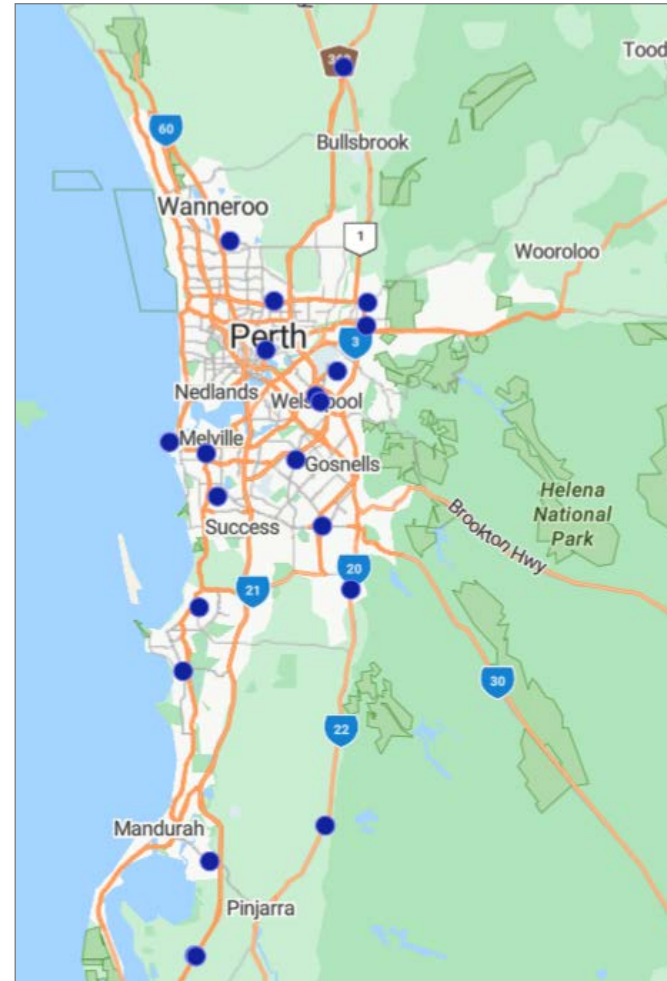 Tood
60
Bullsbrook
Wanneroo
1
Wooroloo
Perth
3
Nedlands
Melville
Gosnells
Helena
National
Park
Success
Brookton Hwy
20
21
30
22
Mandurah
Pinjarra